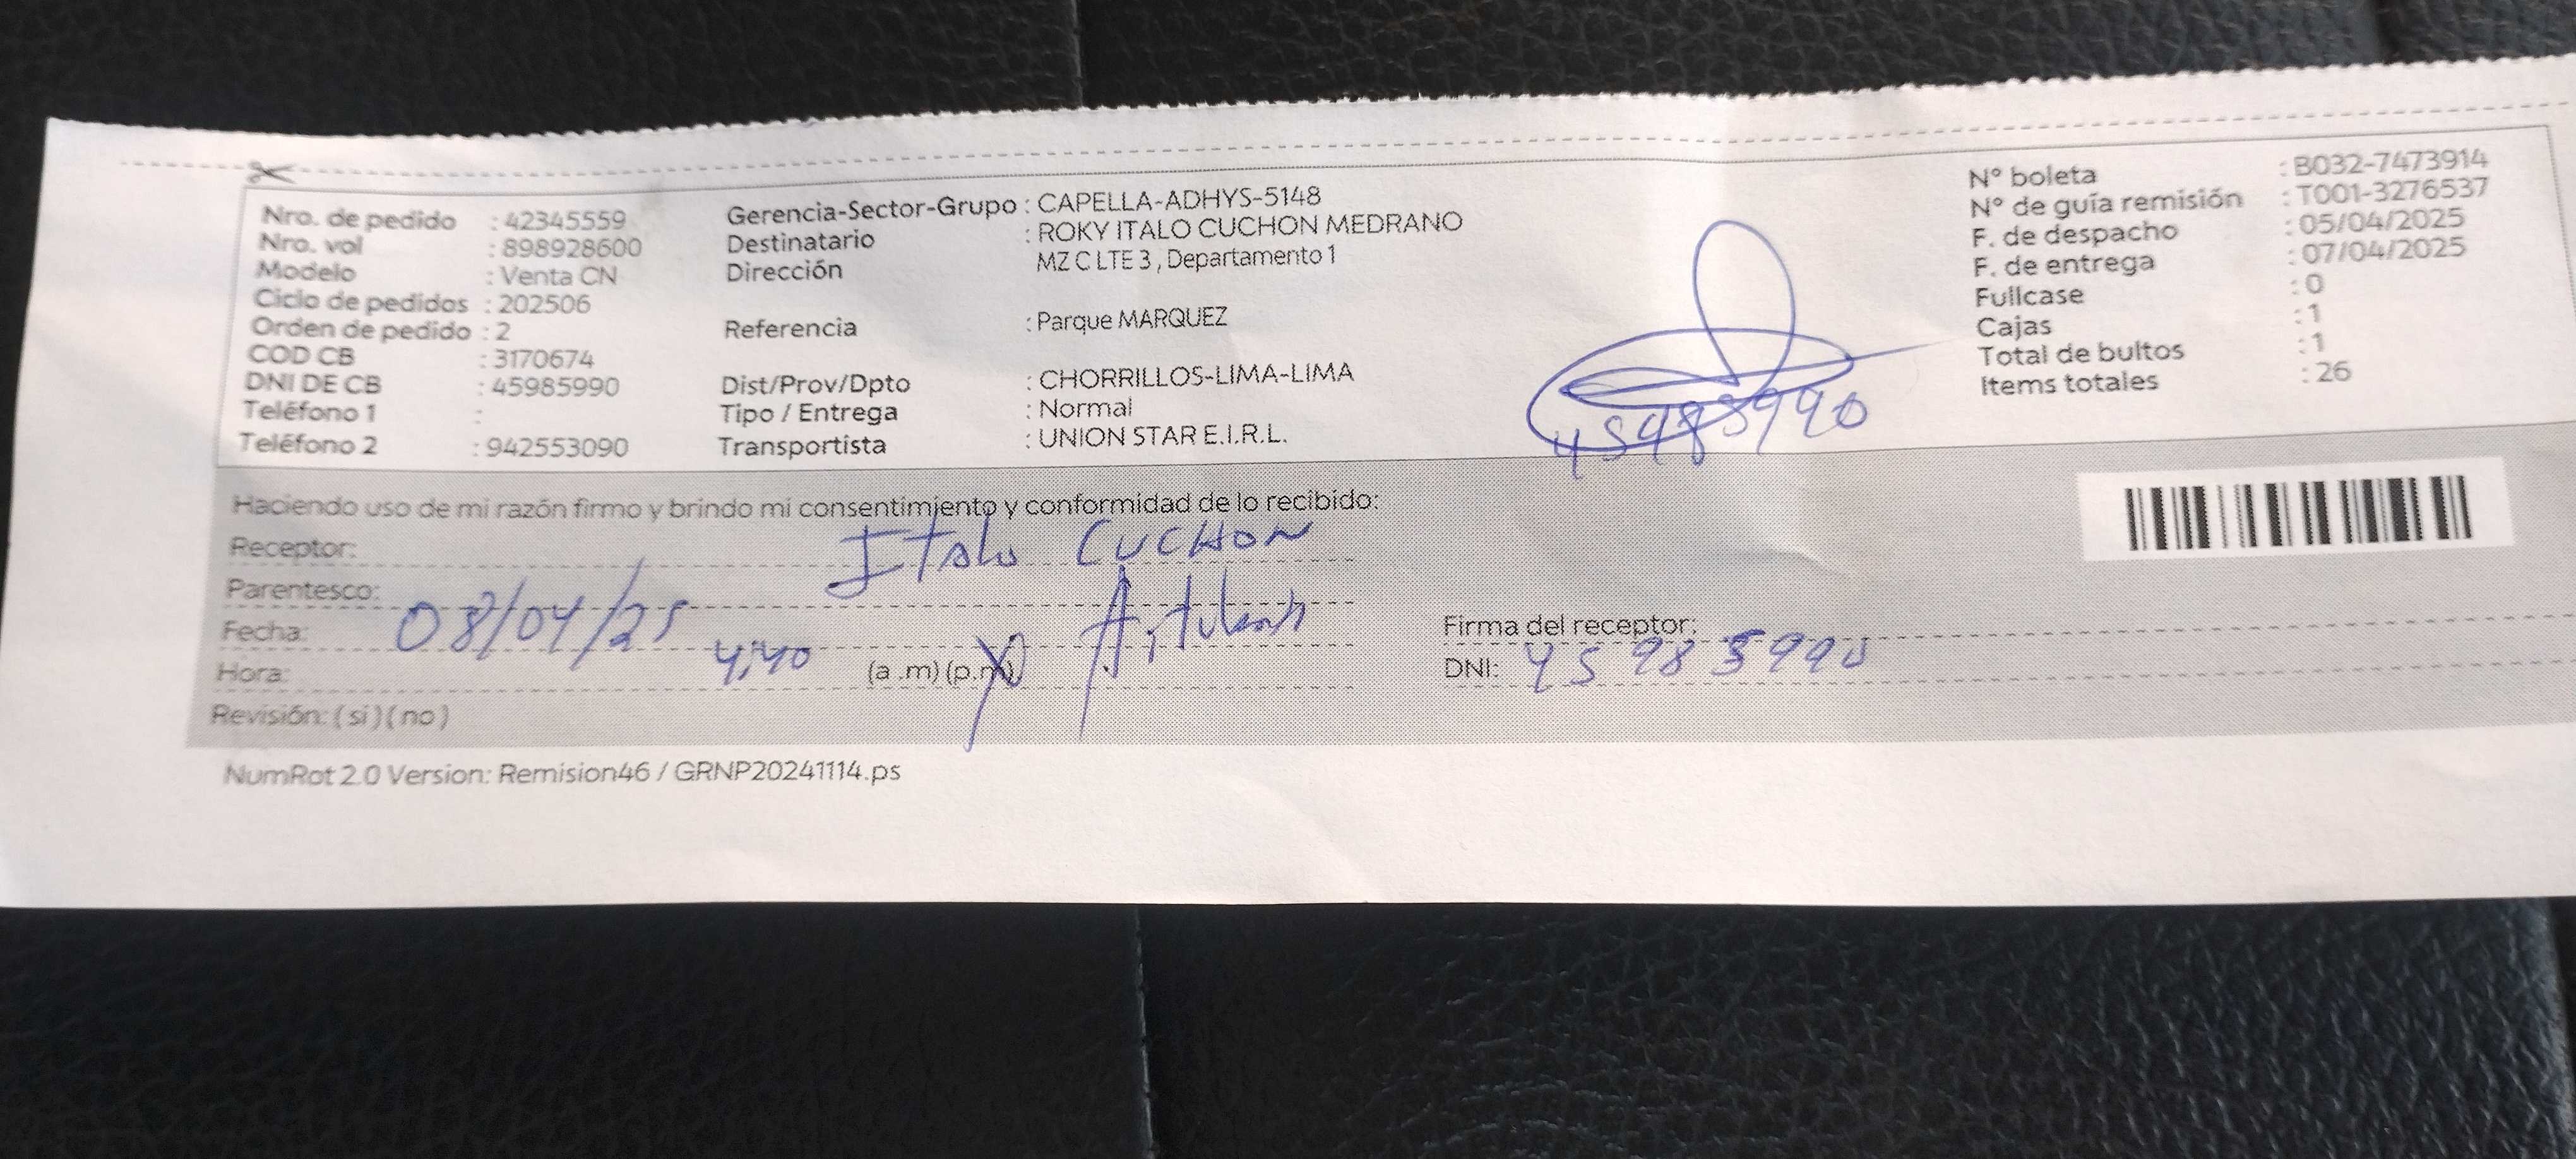 Nro. de pedido : 42345559
Nro. vol : 898928600
Modelo : Venta CN
Ciclo de pedidos : 202506
Orden de pedido : 2
COD CB : 3170674
DNI DE CB : 45985990
Teléfono 1 :
Teléfono 2 : 942553090
Gerencia-Sector-Grupo : CAPELLA-ADHYS-5148
Destinatario : ROKY ITALO CUCHON MEDRANO
Dirección MZ C LTE 3 , Departamento 1
Referencia : Parque MARQUEZ
Dist/Prov/Dpto : CHORRILLOS-LIMA-LIMA
Tipo / Entrega : Normal
Transportista : UNION STAR E.I.R.L.
45985990
N° boleta : B032-7473914
N° de guía remisión : T001-3276537
F. de despacho : 05/04/2025
F. de entrega : 07/04/2025
Fullcase : 0
Cajas : 1
Total de bultos : 1
Items totales : 26
Haciendo uso de mi razón firmo y brindo mi consentimiento y conformidad de lo recibido:
Receptor: Italo CUCHON
Parentesco:
Fecha: 08/04/25
Hora: 4:40 (a .m) (p.m)
Revisión: ( si ) ( no )
Firma del receptor:
DNI: 45985990
NumRot 2.0 Version: Remision46 / GRNP20241114.ps